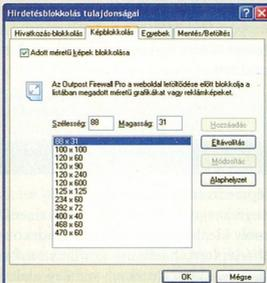 Hirdetésblokkolás tulajdonságai
Hivatkozás-blokkolás Képblokkolás Egyebek Mentés/Betöltés
Adott méretű képek blokkolása
Az Outpost Firewall Pro a weboldal letöltődése előtt blokkolja a
listában megadott méretű grafikákat vagy reklámképeket.
Szélesség: 88 Magasság: 31
Hozzáadás
Eltávolítás
Módosítás
Alaphelyzet
88 x 31
100 x 100
120 x 60
120 x 90
120 x 240
120 x 600
125 x 125
234 x 60
392 x 72
400 x 40
468 x 60
470 x 60
OK Mégse